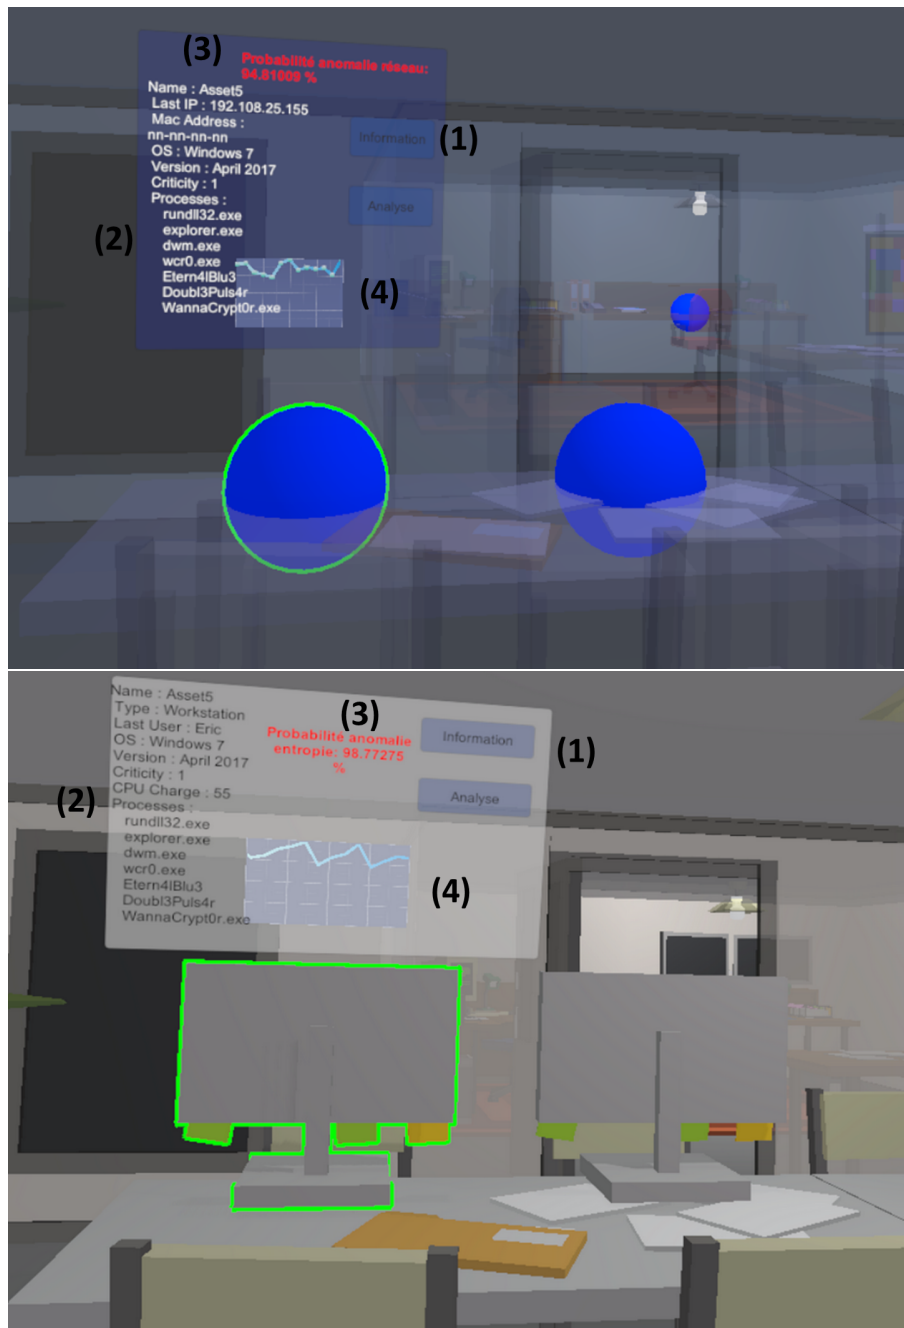 (3)
Probabilité anomalie réseau:
94.81009 %
Name : Asset5
Last IP : 192.108.25.155
Mac Address :
nn-nn-nn-nn
OS : Windows 7
Version : April 2017
Criticity : 1
Processes :
rundll32.exe
explorer.exe
dwm.exe
wcr0.exe
Etern4lBlu3
Doubl3Puls4r
WannaCrypt0r.exe
Information
(1)
Analyse
(2)
(4)
Name : Asset5
Type : Workstation
Last User : Eric
OS : Windows 7
Version : April 2017
Criticity : 1
CPU Charge : 55
Processes :
rundll32.exe
explorer.exe
dwm.exe
wcr0.exe
Etern4lBlu3
Doubl3Puls4r
WannaCrypt0r.exe
(3)
Probabilité anomalie
entropie: 98.77275
%
Information
(1)
Analyse
(2)
(4)